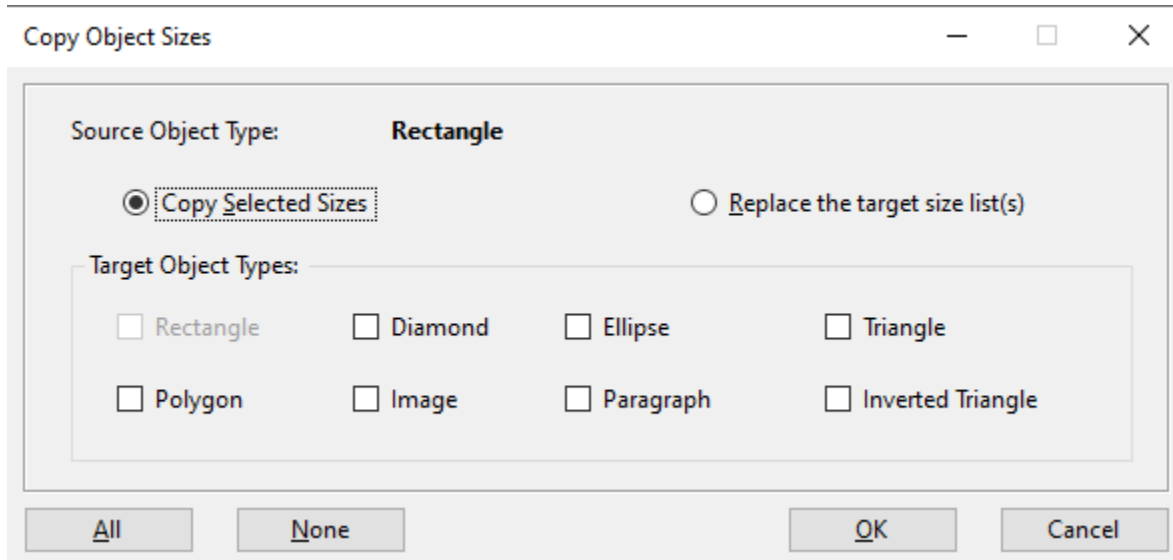 Copy Object Sizes
Source Object Type: Rectangle
Copy Selected Sizes Replace the target size list(s)
Target Object Types:
Rectangle Diamond Ellipse Triangle
Polygon Image Paragraph Inverted Triangle
All None OK Cancel